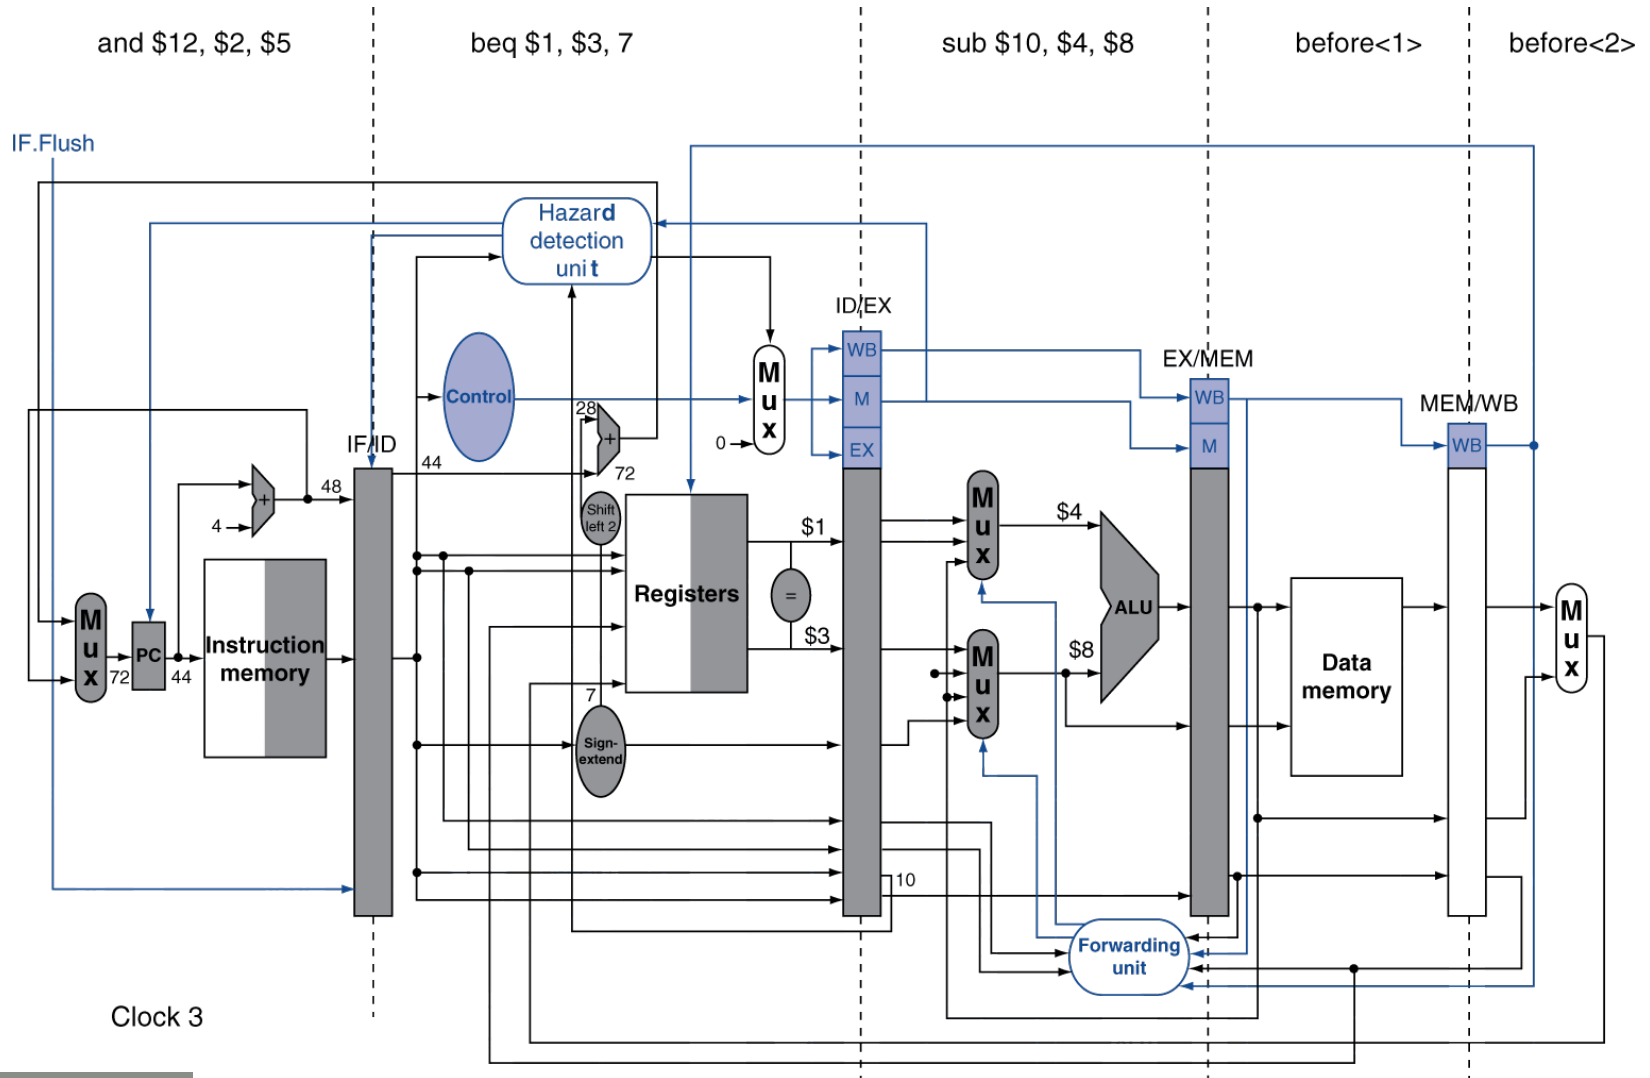 and $12, $2, $5
beq $1, $3, 7
sub $10, $4, $8
before<1>
before<2>
IF.Flush
Hazard
detection
unit
ID/EX
WB
M
EX
EX/MEM
WB
M
MEM/WB
WB
Control
Mux
0
28
+
72
44
IF/ID
48
+
4
Shift
left 2
Mux
$4
$1
=
$3
Registers
Mux
PC
72
44
Instruction
memory
ALU
$8
Mux
Data
memory
Mux
7
Sign-
extend
10
Forwarding
unit
Clock 3